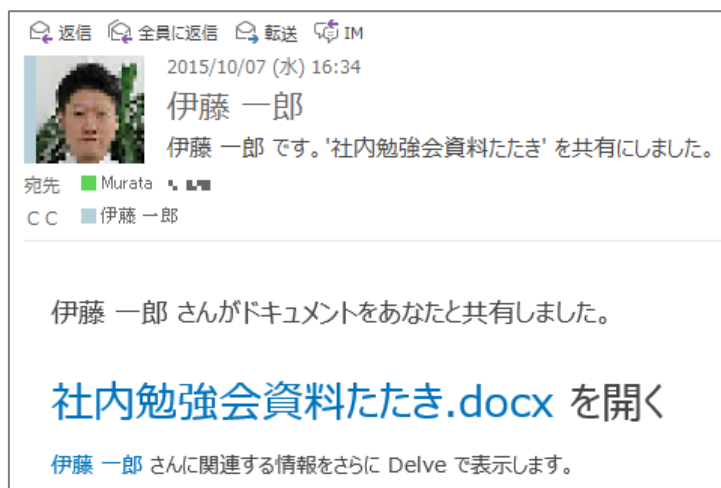 返信 全員に返信 転送 IM
2015/10/07 (水) 16:34
伊藤 一郎
伊藤 一郎 です。'社内勉強会資料たたき' を共有にしました。
宛先 Murata
CC 伊藤 一郎
伊藤 一郎 さんがドキュメントをあなたと共有しました。
社内勉強会資料たたき.docx を開く
伊藤 一郎 さんに関連する情報をさらに Delve で表示します。